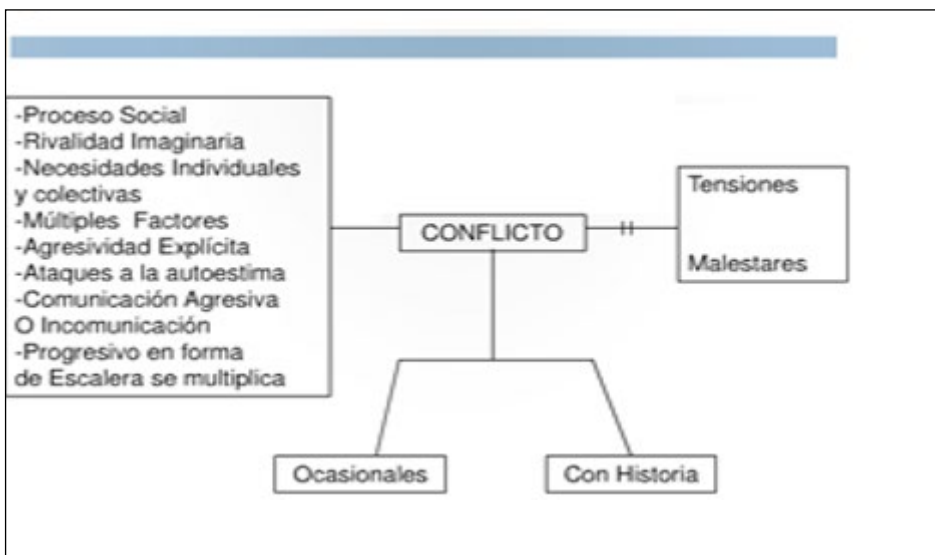 -Proceso Social
-Rivalidad Imaginaria
-Necesidades Individuales
y colectivas
-Múltiples Factores
-Agresividad Explícita
-Ataques a la autoestima
-Comunicación Agresiva
O Incomunicación
-Progresivo en forma
de Escalera se multiplica
CONFLICTO
Tensiones
Malestares
Ocasionales
Con Historia